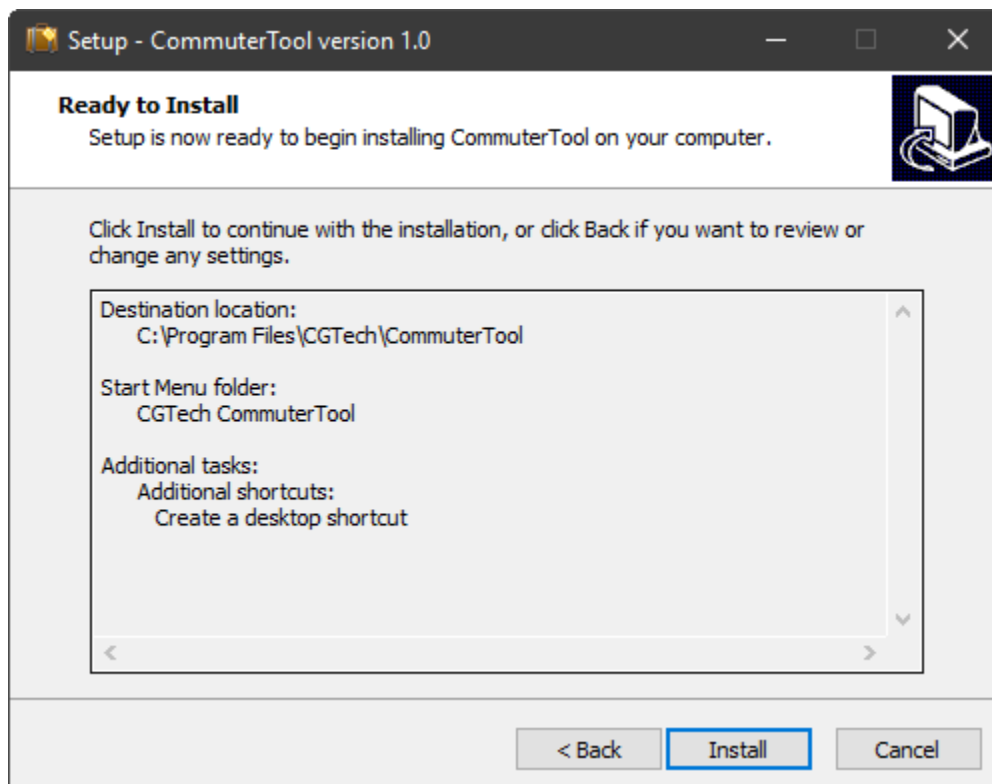 Setup - CommuterTool version 1.0
Ready to Install
Setup is now ready to begin installing CommuterTool on your computer.
Click Install to continue with the installation, or click Back if you want to review or
change any settings.
Destination location:
C:\Program Files\CGTech\CommuterTool
Start Menu folder:
CGTech CommuterTool
Additional tasks:
Additional shortcuts:
Create a desktop shortcut
< Back
Install
Cancel